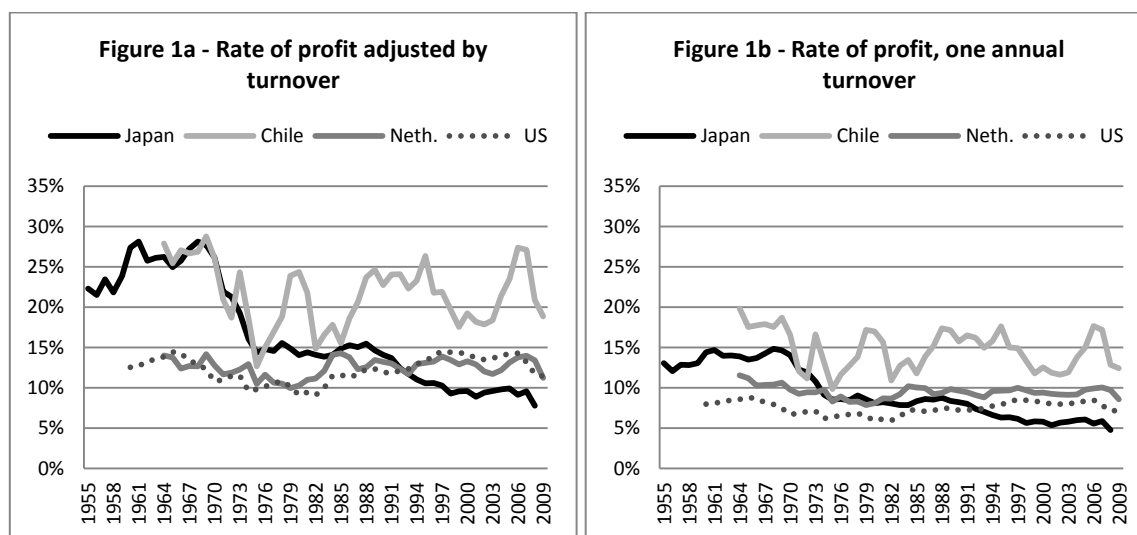 Figure 1a - Rate of profit adjusted by
turnover
Japan Chile Neth. US
35%
30%
25%
20%
15%
10%
5%
0%
1955 1958 1961 1964 1967 1970 1973 1976 1979 1982 1985 1988 1991 1994 1997 2000 2003 2006 2009
Figure 1b - Rate of profit, one annual
turnover
Japan Chile Neth. US
35%
30%
25%
20%
15%
10%
5%
0%
1955 1958 1961 1964 1967 1970 1973 1976 1979 1982 1985 1988 1991 1994 1997 2000 2003 2006 2009